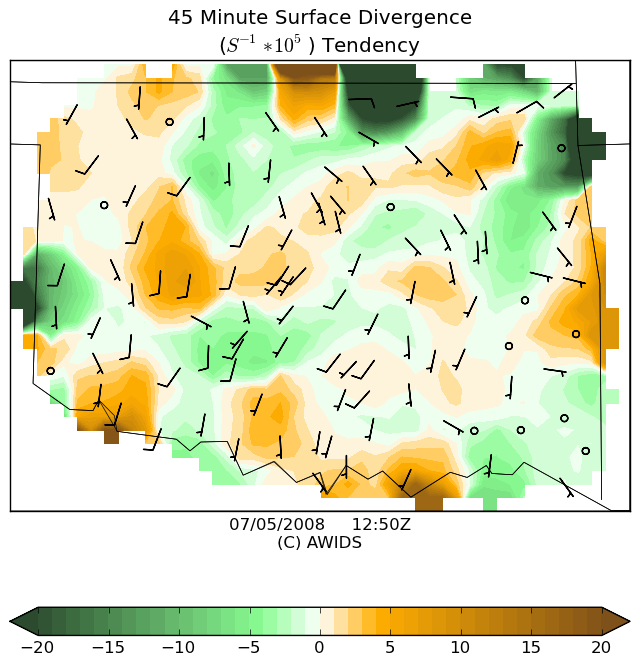 45 Minute Surface Divergence
(S⁻¹ *10⁵ ) Tendency
07/05/2008 12:50Z
(C) AWIDS
−20 −15 −10 −5 0 5 10 15 20